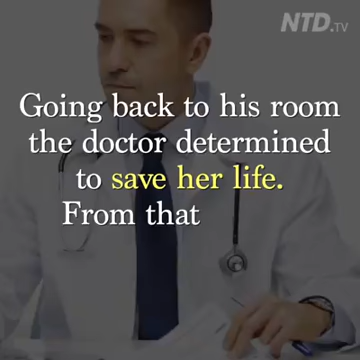 NTD.TV
Going back to his room
the doctor determined
to save her life.
From that